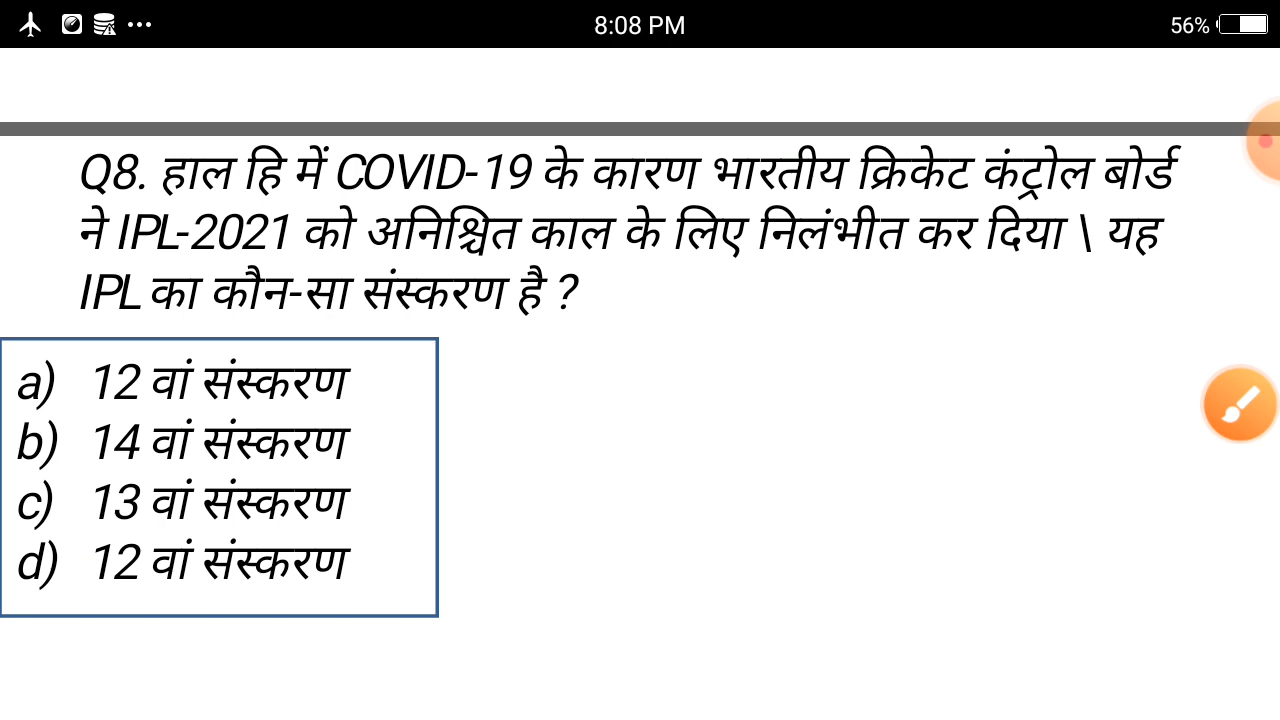 8:08 PM
56%
Q8. हाल हि में COVID-19 के कारण भारतीय क्रिकेट कंट्रोल बोर्ड
ने IPL-2021 को अनिश्चित काल के लिए निलंभीत कर दिया \ यह
IPL का कौन-सा संस्करण है ?
a) 12 वां संस्करण
b) 14 वां संस्करण
c) 13 वां संस्करण
d) 12 वां संस्करण